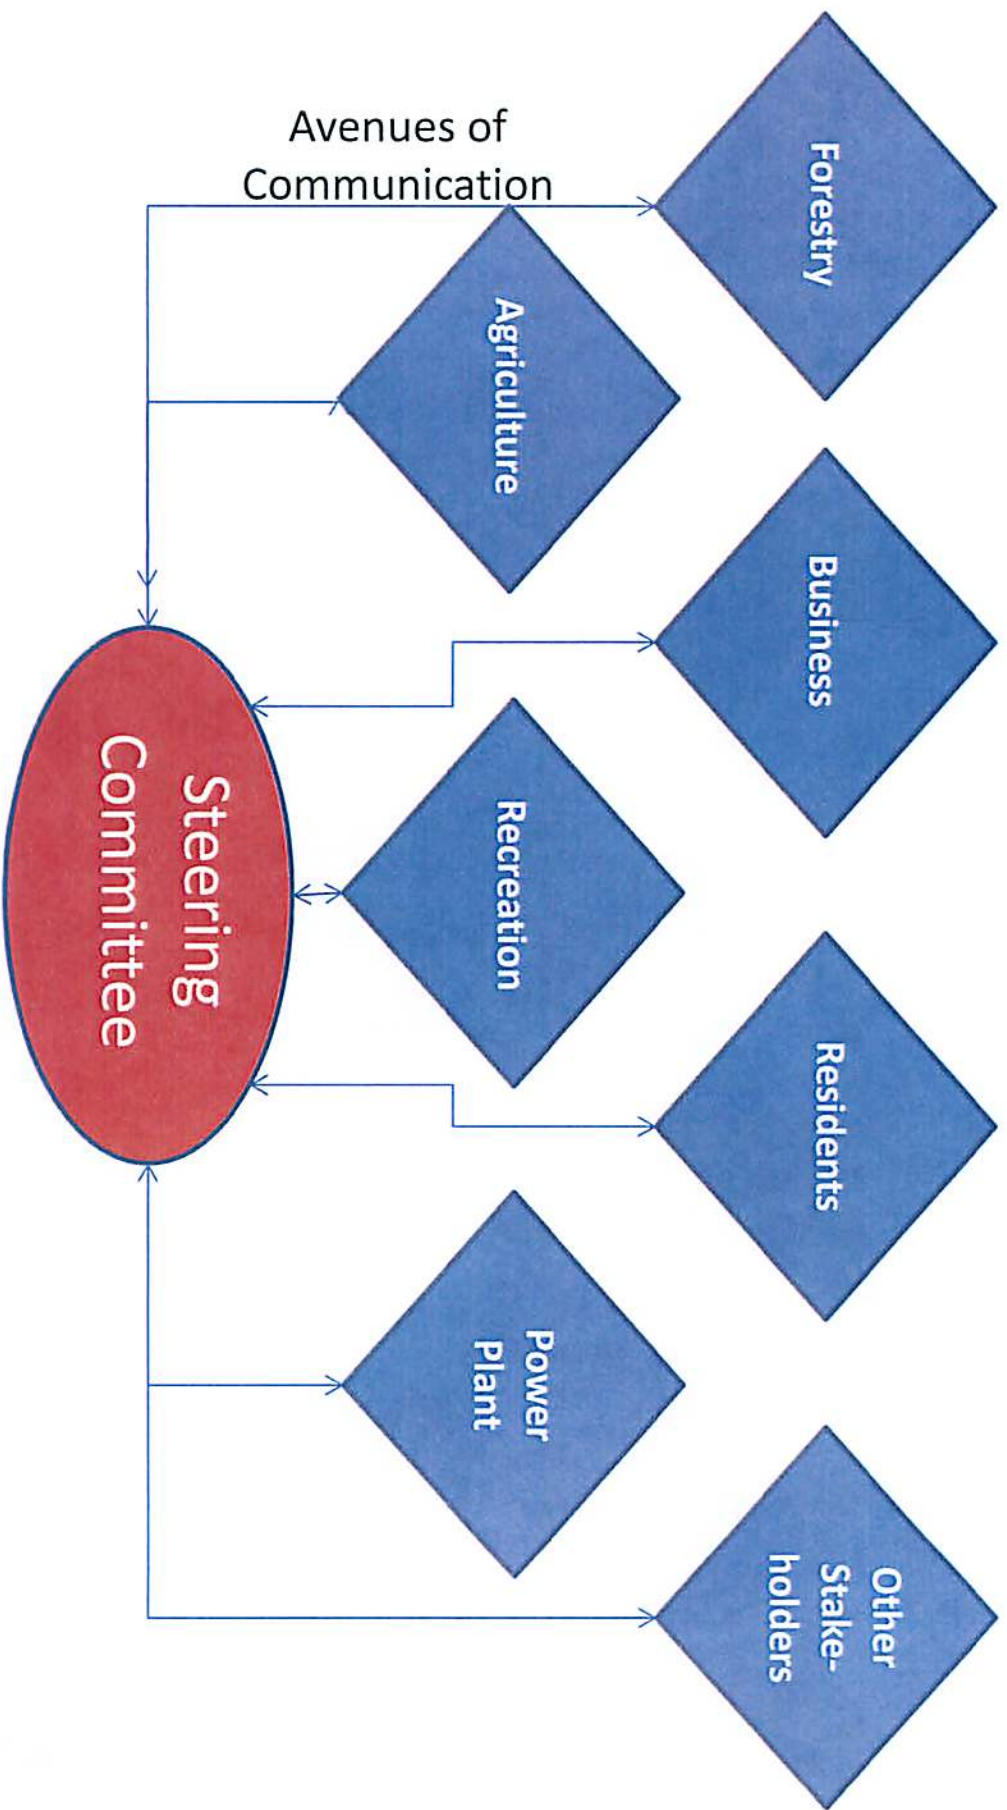 Avenues of
Communication
Forestry
Business
Residents
Other
Stake-
holders
Agriculture
Recreation
Power
Plant
Steering
Committee